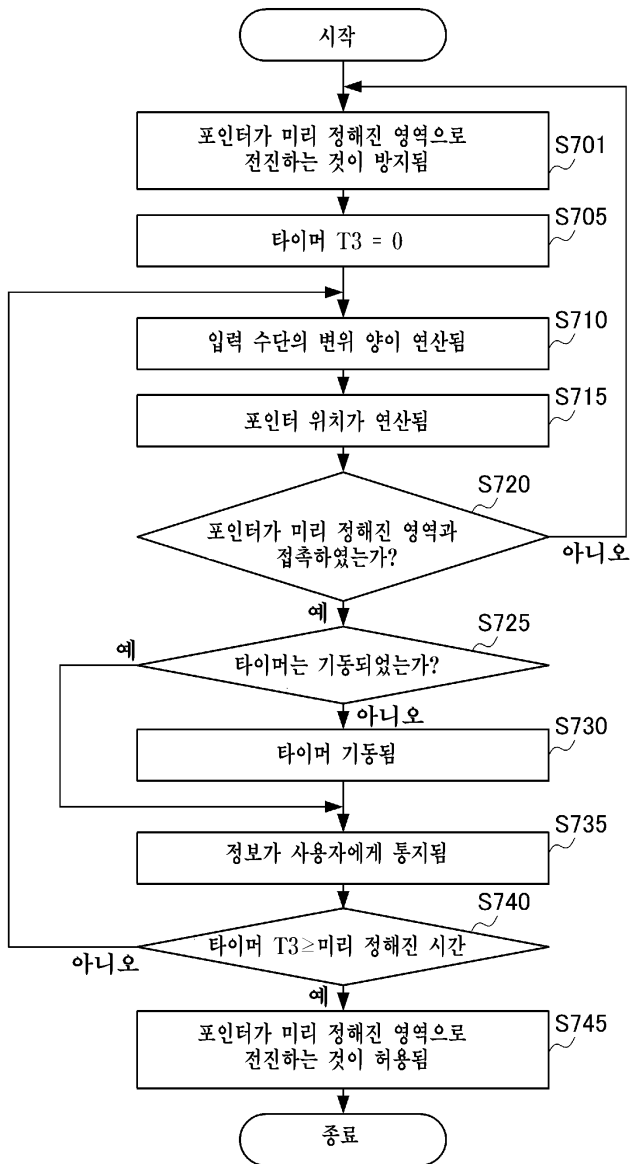 시작
포인터가 미리 정해진 영역으로
전진하는 것이 방지됨
S701
타이머 T3 = 0
S705
입력 수단의 변위 양이 연산됨
S710
포인터 위치가 연산됨
S715
포인터가 미리 정해진 영역과
접촉하였는가?
S720
아니오
예
타이머는 기동되었는가?
S725
예
아니오
타이머 기동됨
S730
정보가 사용자에게 통지됨
S735
타이머 T3≥미리 정해진 시간
S740
아니오
예
포인터가 미리 정해진 영역으로
전진하는 것이 허용됨
S745
종료